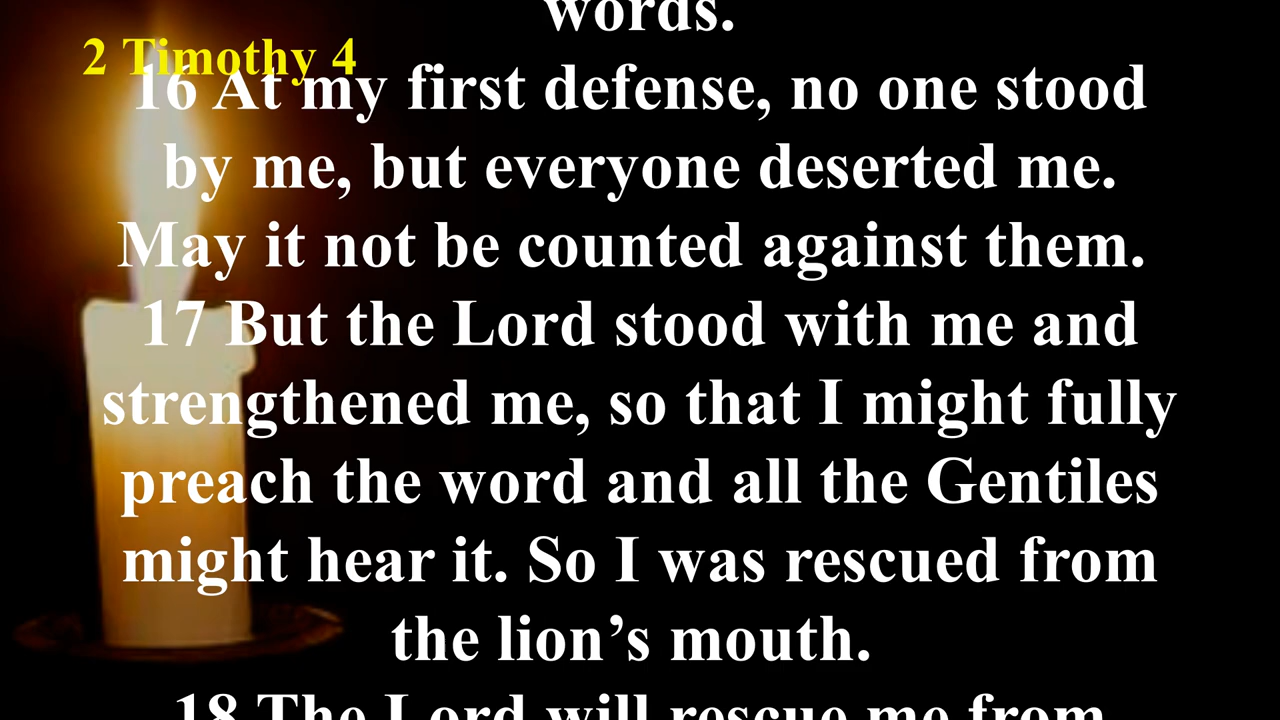 words.
2 Timothy 4
16 At my first defense, no one stood
by me, but everyone deserted me.
May it not be counted against them.
17 But the Lord stood with me and
strengthened me, so that I might fully
preach the word and all the Gentiles
might hear it. So I was rescued from
the lion’s mouth.
18 The Lord will rescue me from